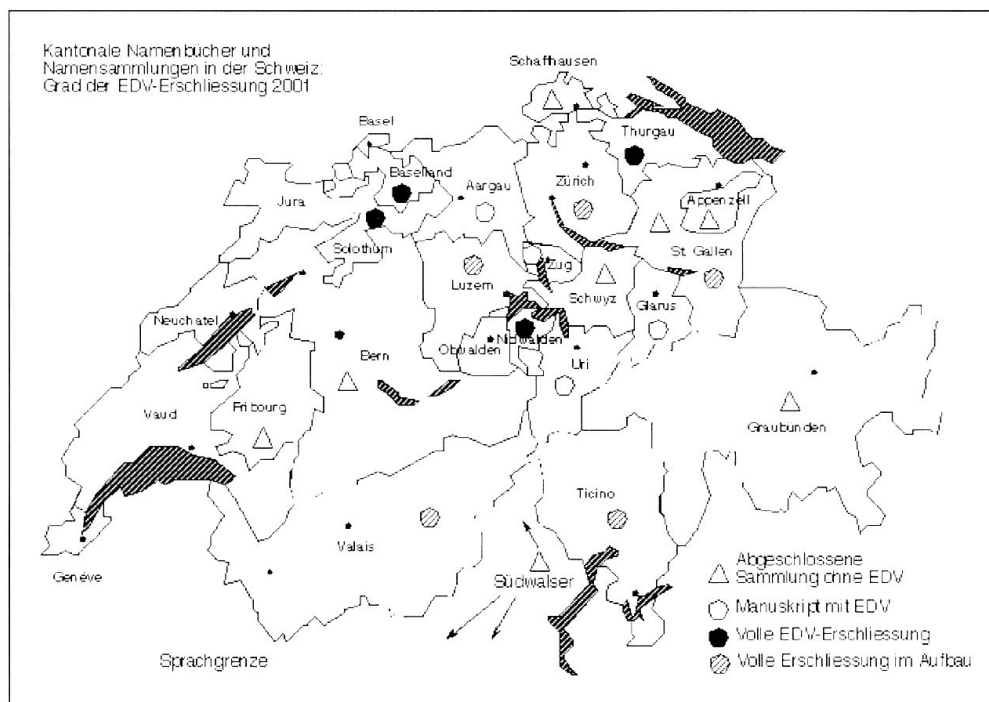 Kantonale Namenbücher und
Namensammlungen in der Schweiz:
Grad der EDV-Erschliessung 2001
Schaffhausen
Basel
Thurgau
Baselland
Aargau
Zürich
Appenzell
Jura
Solothurn
St. Gallen
Zug
Luzern
Schwyz
Glarus
Neuchatel
Nidwalden
Obwalden
Bern
Uri
Vaud
Fribourg
Graubünden
Ticino
Valais
Genéve
Südwalser
Abgeschlossene
Sammlung ohne EDV
Manuskript mit EDV
Volle EDV-Erschliessung
Volle Erschliessung im Aufbau
Sprachgrenze